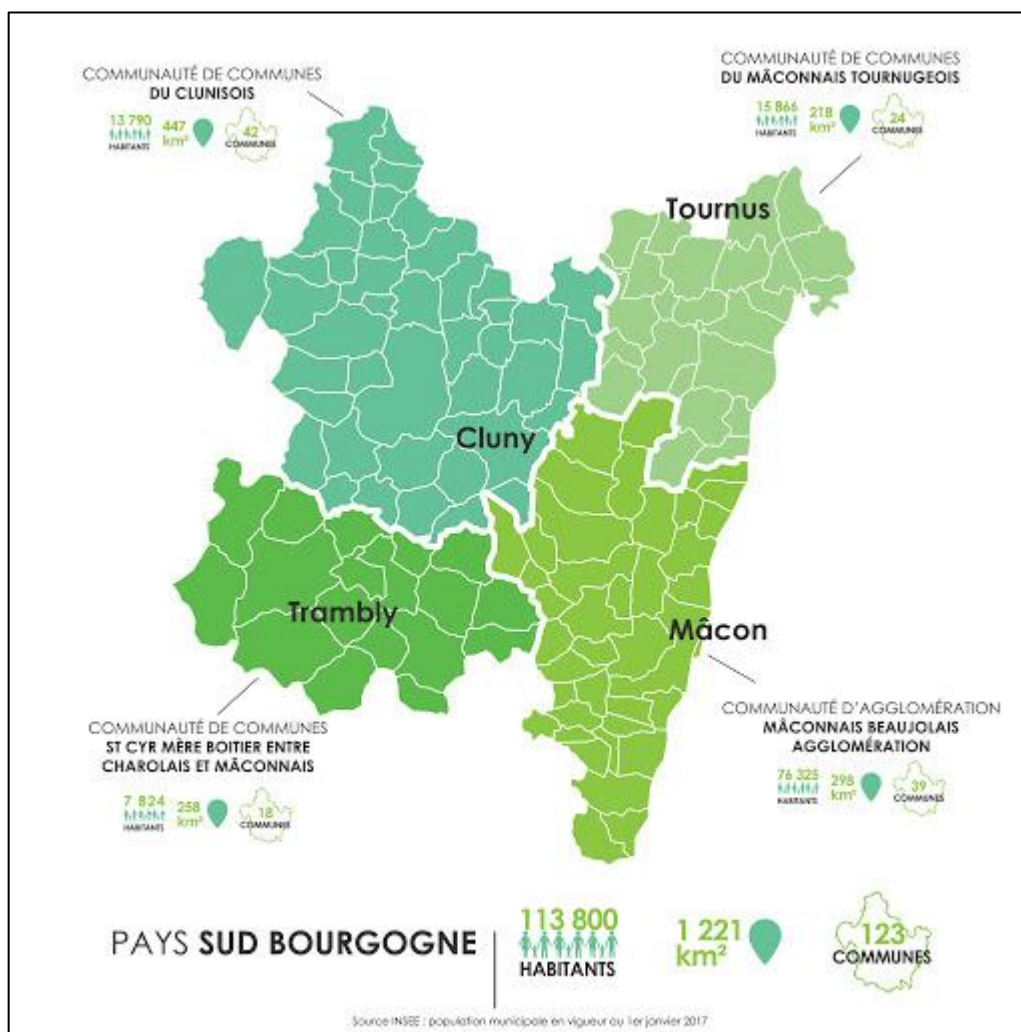 COMMUNAUTÉ DE COMMUNES
DU CLUNISOIS
13 790
HABITANTS
447
km²
42
COMMUNES
COMMUNAUTÉ DE COMMUNES
DU MÂCONNAIS TOURNUGEOIS
15 866
HABITANTS
218
km²
24
COMMUNES
Tournus
Cluny
Trambly
Mâcon
COMMUNAUTÉ DE COMMUNES
ST CYR MÈRE BOITIER ENTRE
CHAROLAIS ET MÂCONNAIS
7 824
HABITANTS
258
km²
18
COMMUNES
COMMUNAUTÉ D'AGGLOMÉRATION
MÂCONNAIS BEAUJOLAIS
AGGLOMÉRATION
76 325
HABITANTS
298
km²
39
COMMUNES
PAYS SUD BOURGOGNE
113 800
HABITANTS
1 221
km²
123
COMMUNES
Source INSEE : population municipale en vigueur au 1er janvier 2017